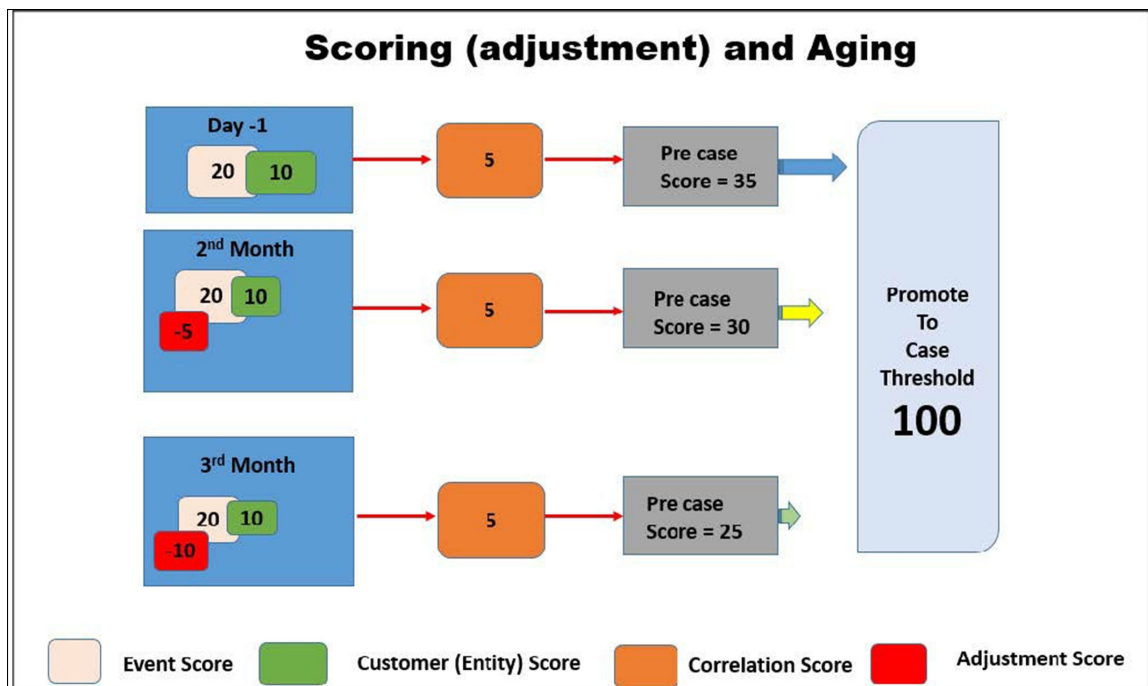 Scoring (adjustment) and Aging
Day -1
20
10
5
Pre case
Score = 35
2nd Month
20
10
-5
5
Pre case
Score = 30
3rd Month
20
10
-10
5
Pre case
Score = 25
Promote
To
Case
Threshold
100
Event Score
Customer (Entity) Score
Correlation Score
Adjustment Score